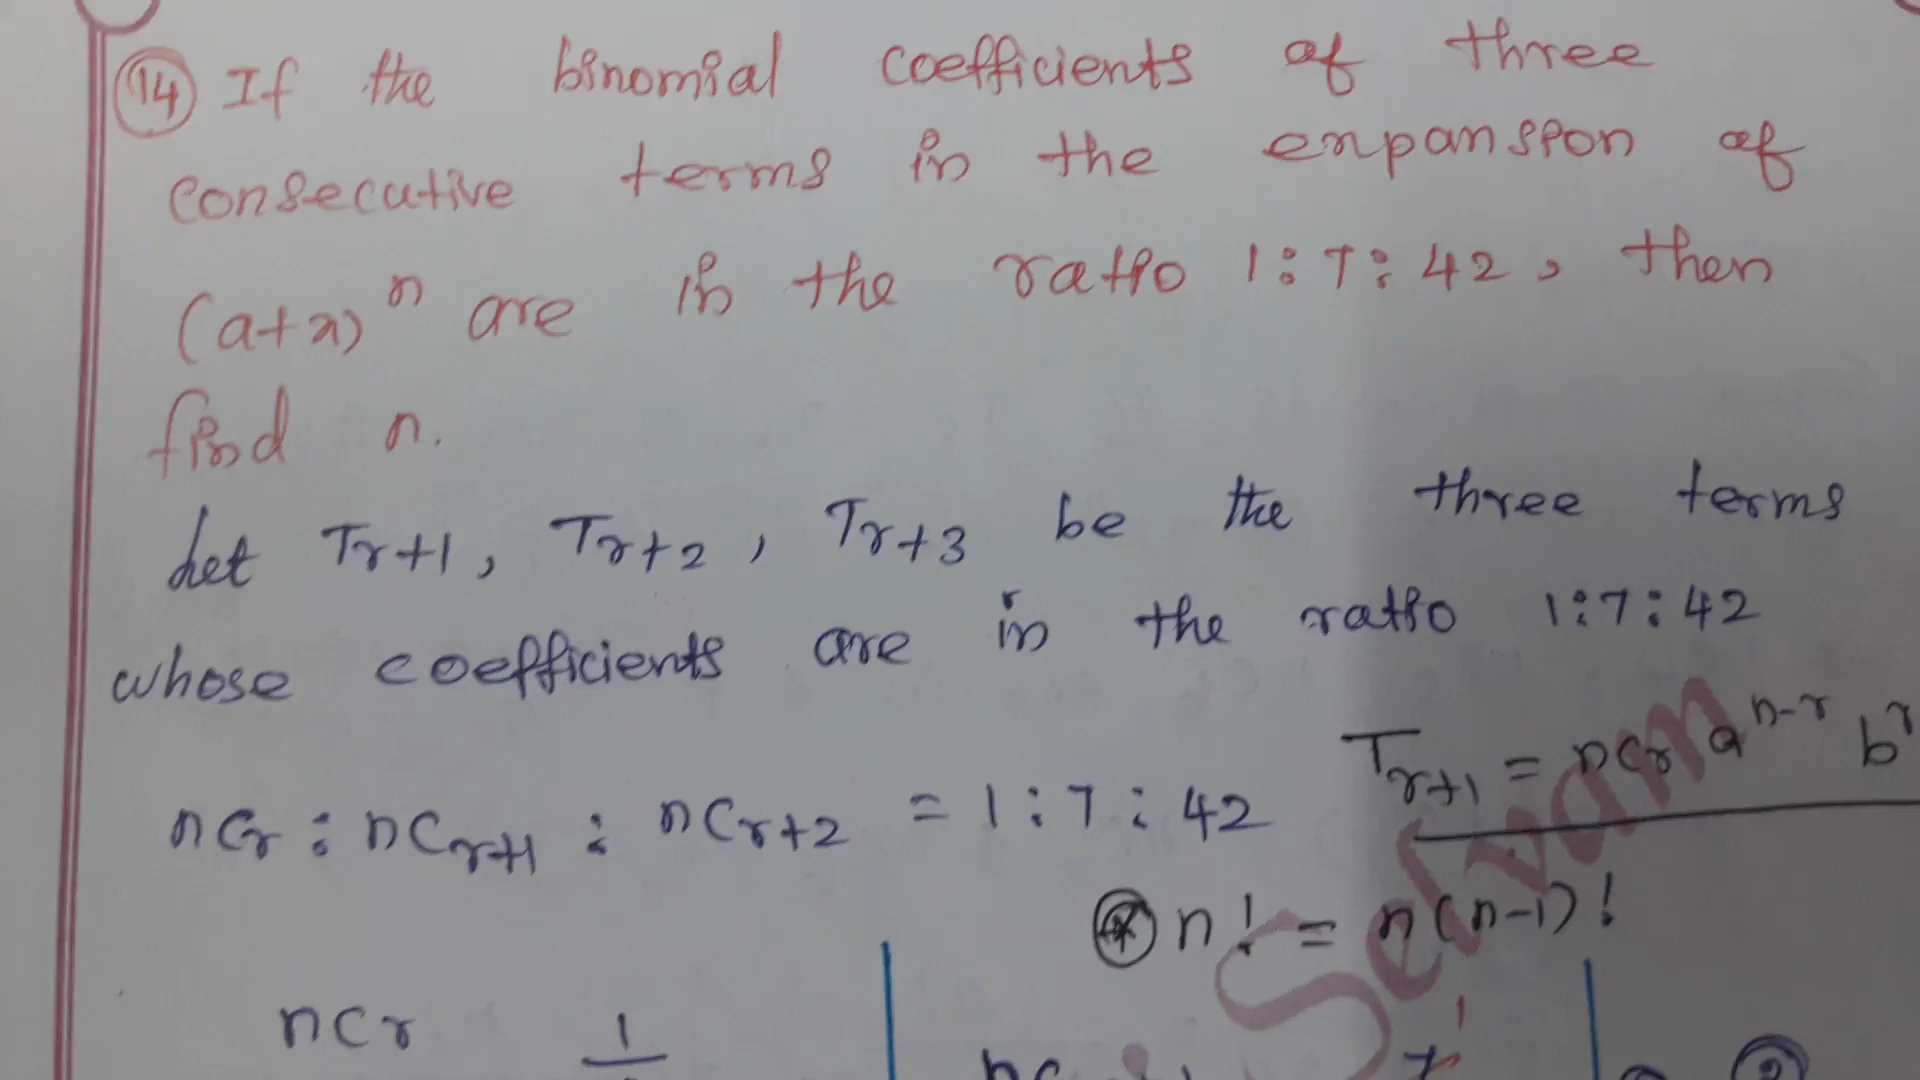 14 If the binomial coefficients of three
consecutive terms in the expansion of
(a+x)^n are in the ratio 1:7:42, then
find n.
Let Tr+1, Tr+2, Tr+3 be the three terms
whose coefficients are in the ratio 1:7:42
nCr : nCr+1 : nCr+2 = 1:7:42
Tr+1 = nCr a^n-r b^r
* n! = n(n-1)!
Selvam
nCr 1